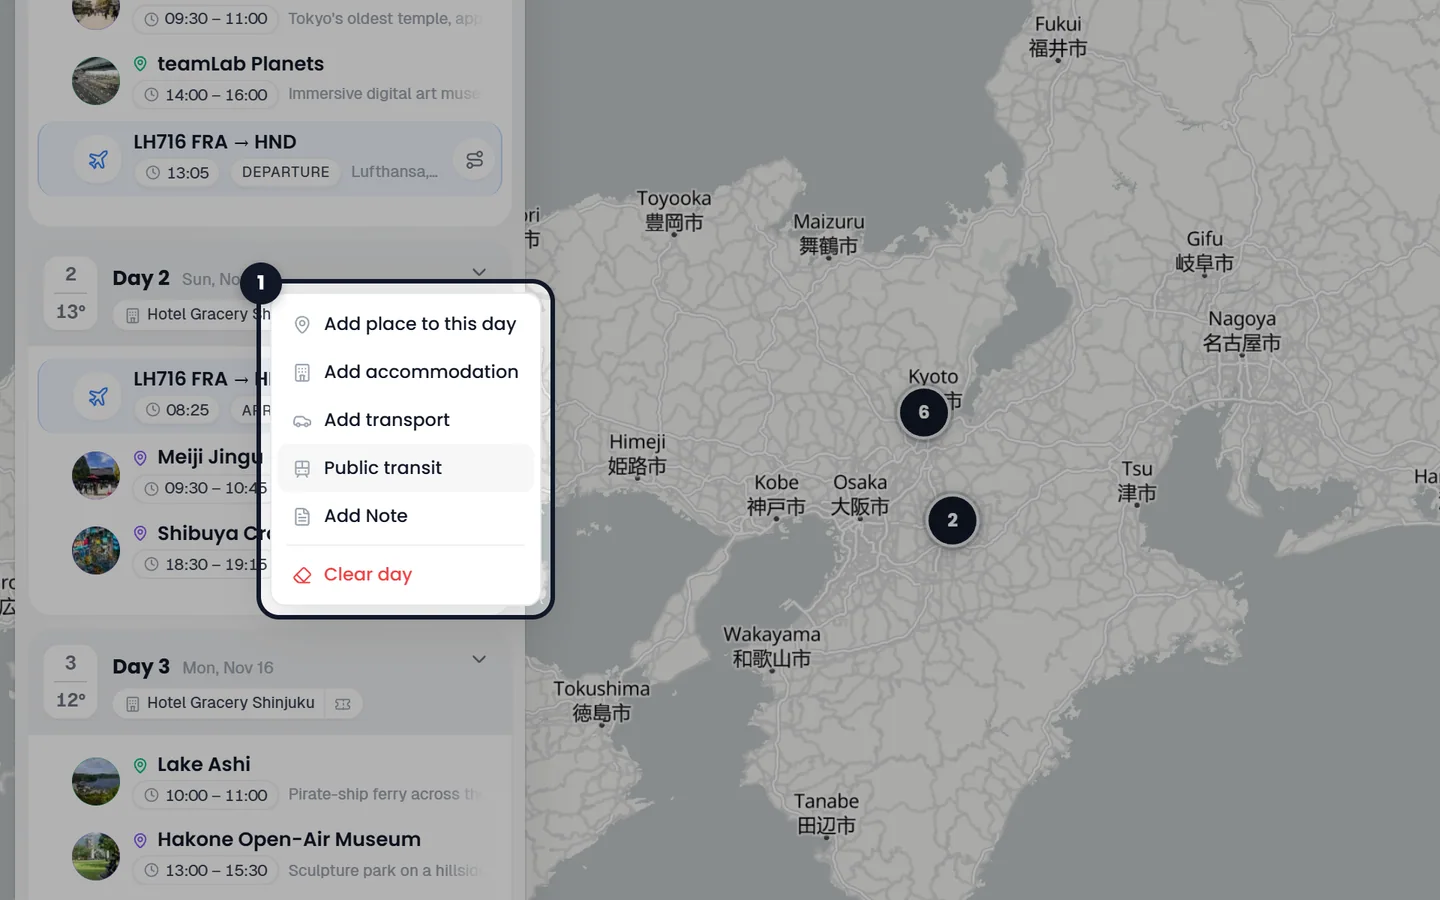 09:30 – 11:00 Tokyo's oldest temple, app
teamLab Planets
14:00 – 16:00 Immersive digital art muse
LH716 FRA → HND
13:05 DEPARTURE Lufthansa,...
2
13°
Day 2 Sun, No
Hotel Gracery Sh
LH716 FRA → H
08:25
Meiji Jingu
09:30 – 10:45
Shibuya Cr
18:30 – 19:15
1
Add place to this day
Add accommodation
Add transport
Public transit
Add Note
Clear day
3
12°
Day 3 Mon, Nov 16
Hotel Gracery Shinjuku
Lake Ashi
10:00 – 11:00 Pirate-ship ferry across the
Hakone Open-Air Museum
13:00 – 15:30 Sculpture park on a hillsid
Fukui
福井市
Toyooka
豊岡市
Maizuru
舞鶴市
Gifu
岐阜市
Nagoya
名古屋市
Kyoto
市
6
Himeji
姫路市
Kobe
神戸市
Osaka
大阪市
Tsu
津市
Ha
2
Wakayama
和歌山市
Tokushima
徳島市
Tanabe
田辺市